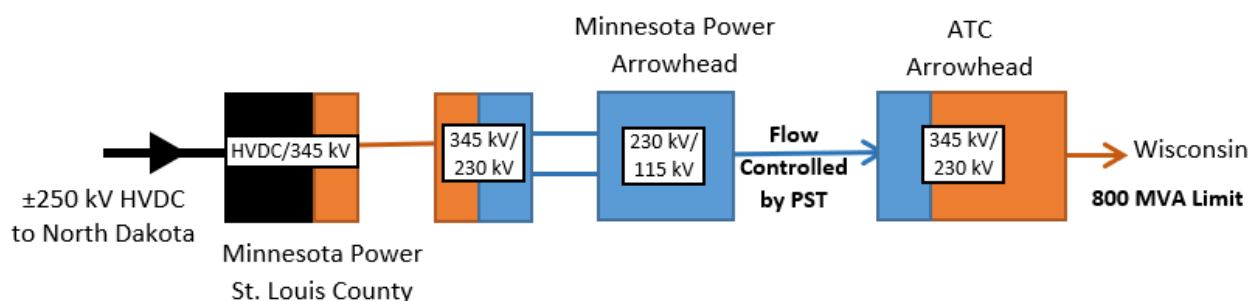 Minnesota Power
Arrowhead
ATC
Arrowhead
HVDC/345 kV
345 kV/
230 kV
230 kV/
115 kV
Flow
Controlled
by PST
345 kV/
230 kV
Wisconsin
800 MVA Limit
±250 kV HVDC
to North Dakota
Minnesota Power
St. Louis County